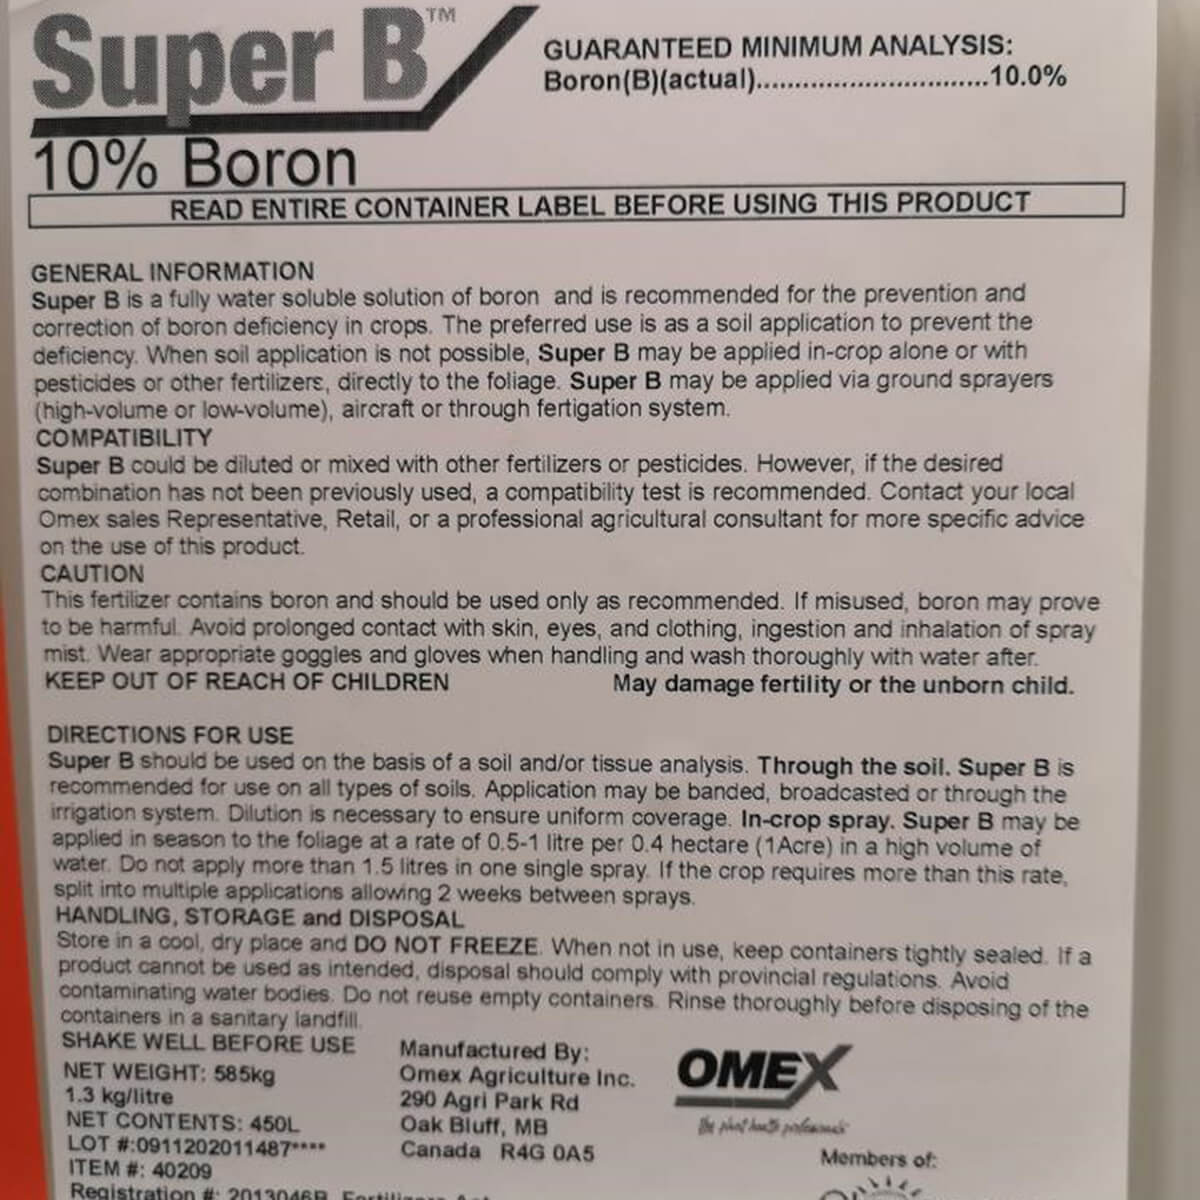 Super B™
GUARANTEED MINIMUM ANALYSIS:
Boron(B)(actual)..............................10.0%
10% Boron
READ ENTIRE CONTAINER LABEL BEFORE USING THIS PRODUCT
GENERAL INFORMATION
Super B is a fully water soluble solution of boron and is recommended for the prevention and
correction of boron deficiency in crops. The preferred use is as a soil application to prevent the
deficiency. When soil application is not possible, Super B may be applied in-crop alone or with
pesticides or other fertilizers, directly to the foliage. Super B may be applied via ground sprayers
(high-volume or low-volume), aircraft or through fertigation system.
COMPATIBILITY
Super B could be diluted or mixed with other fertilizers or pesticides. However, if the desired
combination has not been previously used, a compatibility test is recommended. Contact your local
Omex sales Representative, Retail, or a professional agricultural consultant for more specific advice
on the use of this product.
CAUTION
This fertilizer contains boron and should be used only as recommended. If misused, boron may prove
to be harmful. Avoid prolonged contact with skin, eyes, and clothing, ingestion and inhalation of spray
mist. Wear appropriate goggles and gloves when handling and wash thoroughly with water after.
KEEP OUT OF REACH OF CHILDREN May damage fertility or the unborn child.
DIRECTIONS FOR USE
Super B should be used on the basis of a soil and/or tissue analysis. Through the soil. Super B is
recommended for use on all types of soils. Application may be banded, broadcasted or through the
irrigation system. Dilution is necessary to ensure uniform coverage. In-crop spray. Super B may be
applied in season to the foliage at a rate of 0.5-1 litre per 0.4 hectare (1Acre) in a high volume of
water. Do not apply more than 1.5 litres in one single spray. If the crop requires more than this rate,
split into multiple applications allowing 2 weeks between sprays.
HANDLING, STORAGE and DISPOSAL
Store in a cool, dry place and DO NOT FREEZE. When not in use, keep containers tightly sealed. If a
product cannot be used as intended, disposal should comply with provincial regulations. Avoid
contaminating water bodies. Do not reuse empty containers. Rinse thoroughly before disposing of the
containers in a sanitary landfill.
SHAKE WELL BEFORE USE
NET WEIGHT: 585kg
1.3 kg/litre
NET CONTENTS: 450L
LOT #:0911202011487****
ITEM #: 40209
Registration #: 2013046B Fertilizers Act
Manufactured By:
Omex Agriculture Inc.
290 Agri Park Rd
Oak Bluff, MB
Canada R4G 0A5
OMEX
the plant health professionals
Members of: